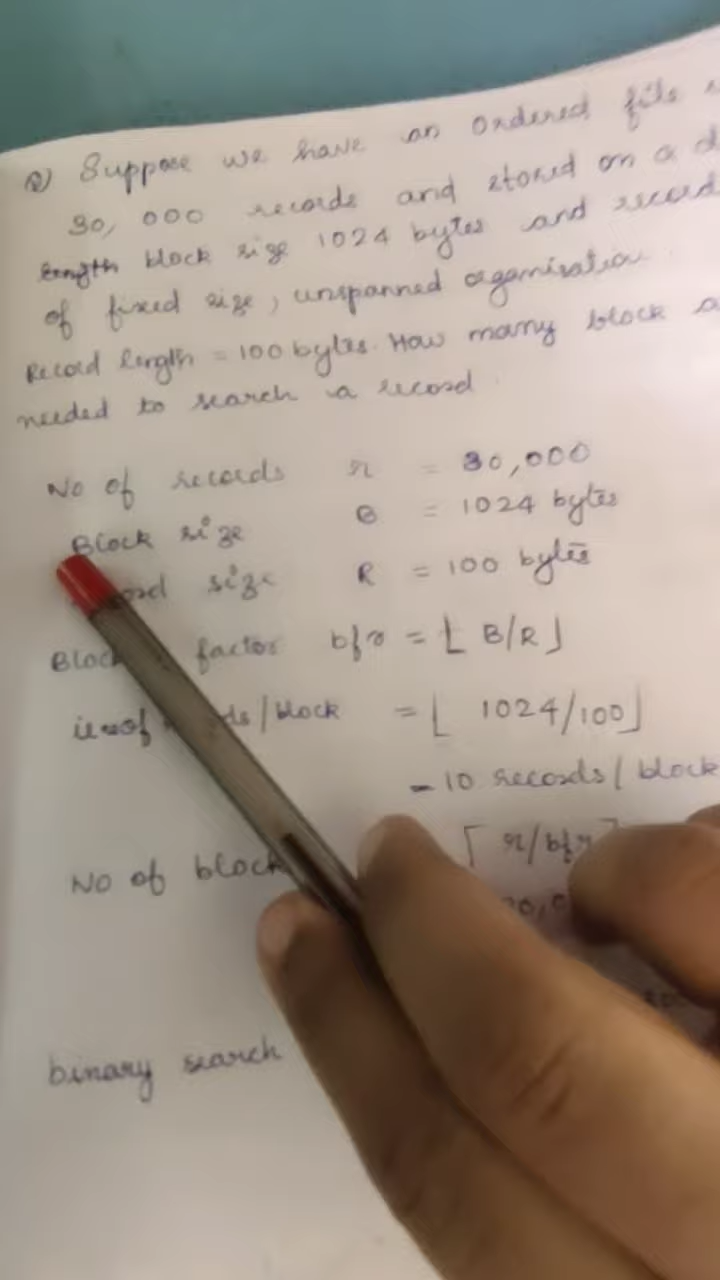 Q) Suppose we have an ordered file
30,000 records and stored on a
block size 1024 bytes and record
of fixed size, unspanned organisation.
Record length = 100 bytes. How many block
needed to search a record.
No of records r = 30,000
Block size B = 1024 bytes
size R = 100 bytes
Block factor bfr = ⌊ B/R ⌋
/block = ⌊ 1024/100⌋
= 10 records/block
No of block ⌈ r/bfr ⌉
binary search